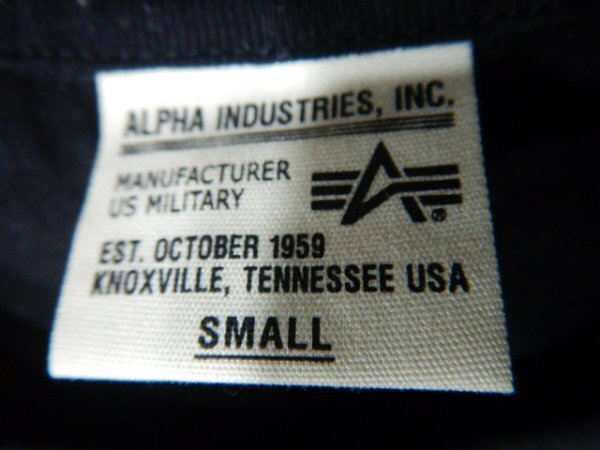 ALPHA INDUSTRIES, INC.
MANUFACTURER
US MILITARY
®
EST. OCTOBER 1959
KNOXVILLE, TENNESSEE USA
SMALL